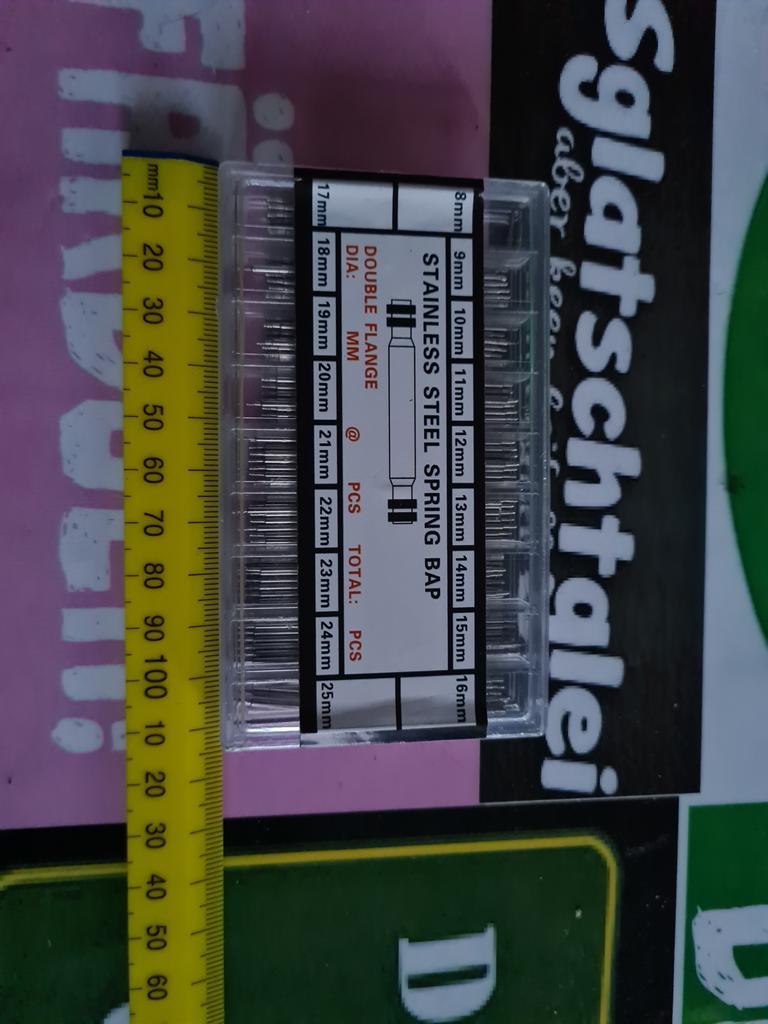 Sglatschtalei
8mm 9mm 10mm 11mm 12mm 13mm 14mm 15mm 16mm
STAINLESS STEEL SPRING BAP
DOUBLE FLANGE
DIA: MM @ PCS TOTAL: PCS
17mm 18mm 19mm 20mm 21mm 22mm 23mm 24mm 25mm
mm10 20 30 40 50 60 70 80 90 100 10 20 30 40 50 60
D